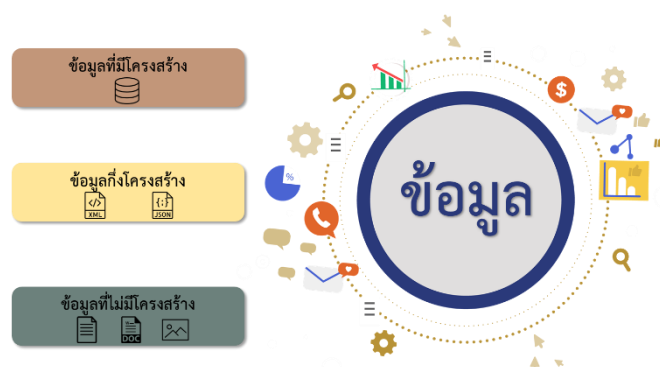 ข้อมูลที่มีโครงสร้าง
ข้อมูลกึ่งโครงสร้าง
XML
JSON
ข้อมูลที่ไม่มีโครงสร้าง
DOC
ข้อมูล
$
%